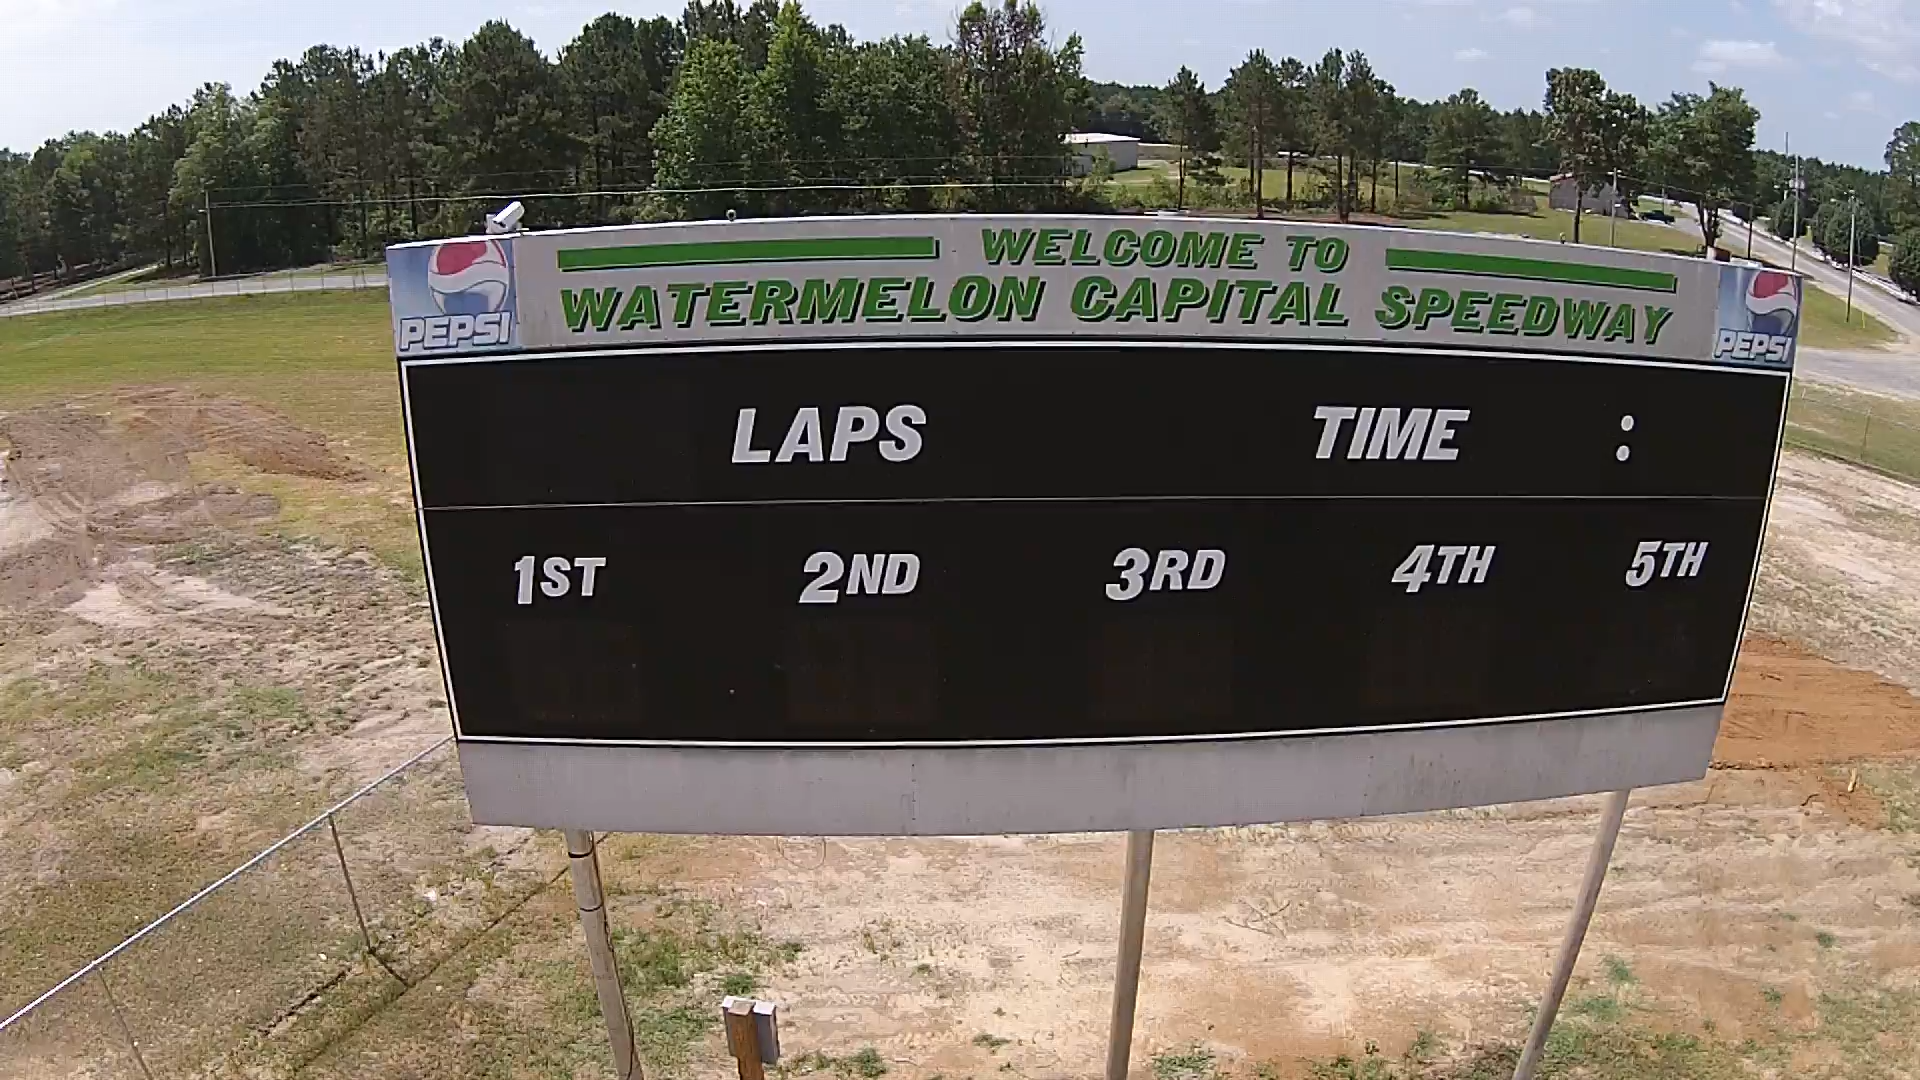 WELCOME TO
WATERMELON CAPITAL SPEEDWAY
PEPSI PEPSI
LAPS TIME :
1ST 2ND 3RD 4TH 5TH